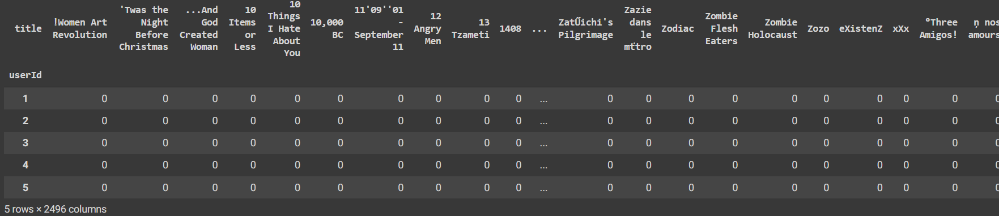 title !Women Art Revolution 'Twas the Night Before Christmas ...And God Created Woman 10 Items or Less 10 Things I Hate About You 10,000 BC 11'09''01 - September 11 12 Angry Men 13 Tzameti 1408 ... ZatŰichi's Pilgrimage Zazie dans le mťtro Zodiac Zombie Flesh Eaters Zombie Holocaust Zozo eXistenZ xXx °Three Amigos! ņ nos amours
userId
1 0 0 0 0 0 0 0 0 0 0 ... 0 0 0 0 0 0 0 0 0 0
2 0 0 0 0 0 0 0 0 0 0 ... 0 0 0 0 0 0 0 0 0 0
3 0 0 0 0 0 0 0 0 0 0 ... 0 0 0 0 0 0 0 0 0 0
4 0 0 0 0 0 0 0 0 0 0 ... 0 0 0 0 0 0 0 0 0 0
5 0 0 0 0 0 0 0 0 0 0 ... 0 0 0 0 0 0 0 0 0 0
5 rows × 2496 columns